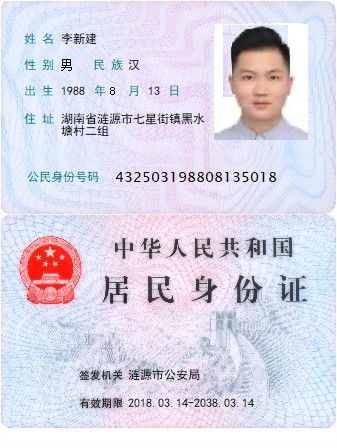 姓名 李新建
性别 男 民族 汉
出生 1988 年 8 月 13 日
住址 湖南省涟源市七星街镇黑水
塘村二组
公民身份号码 432503198808135018
中华人民共和国
居民身份证
签发机关 涟源市公安局
有效期限 2018.03.14-2038.03.14